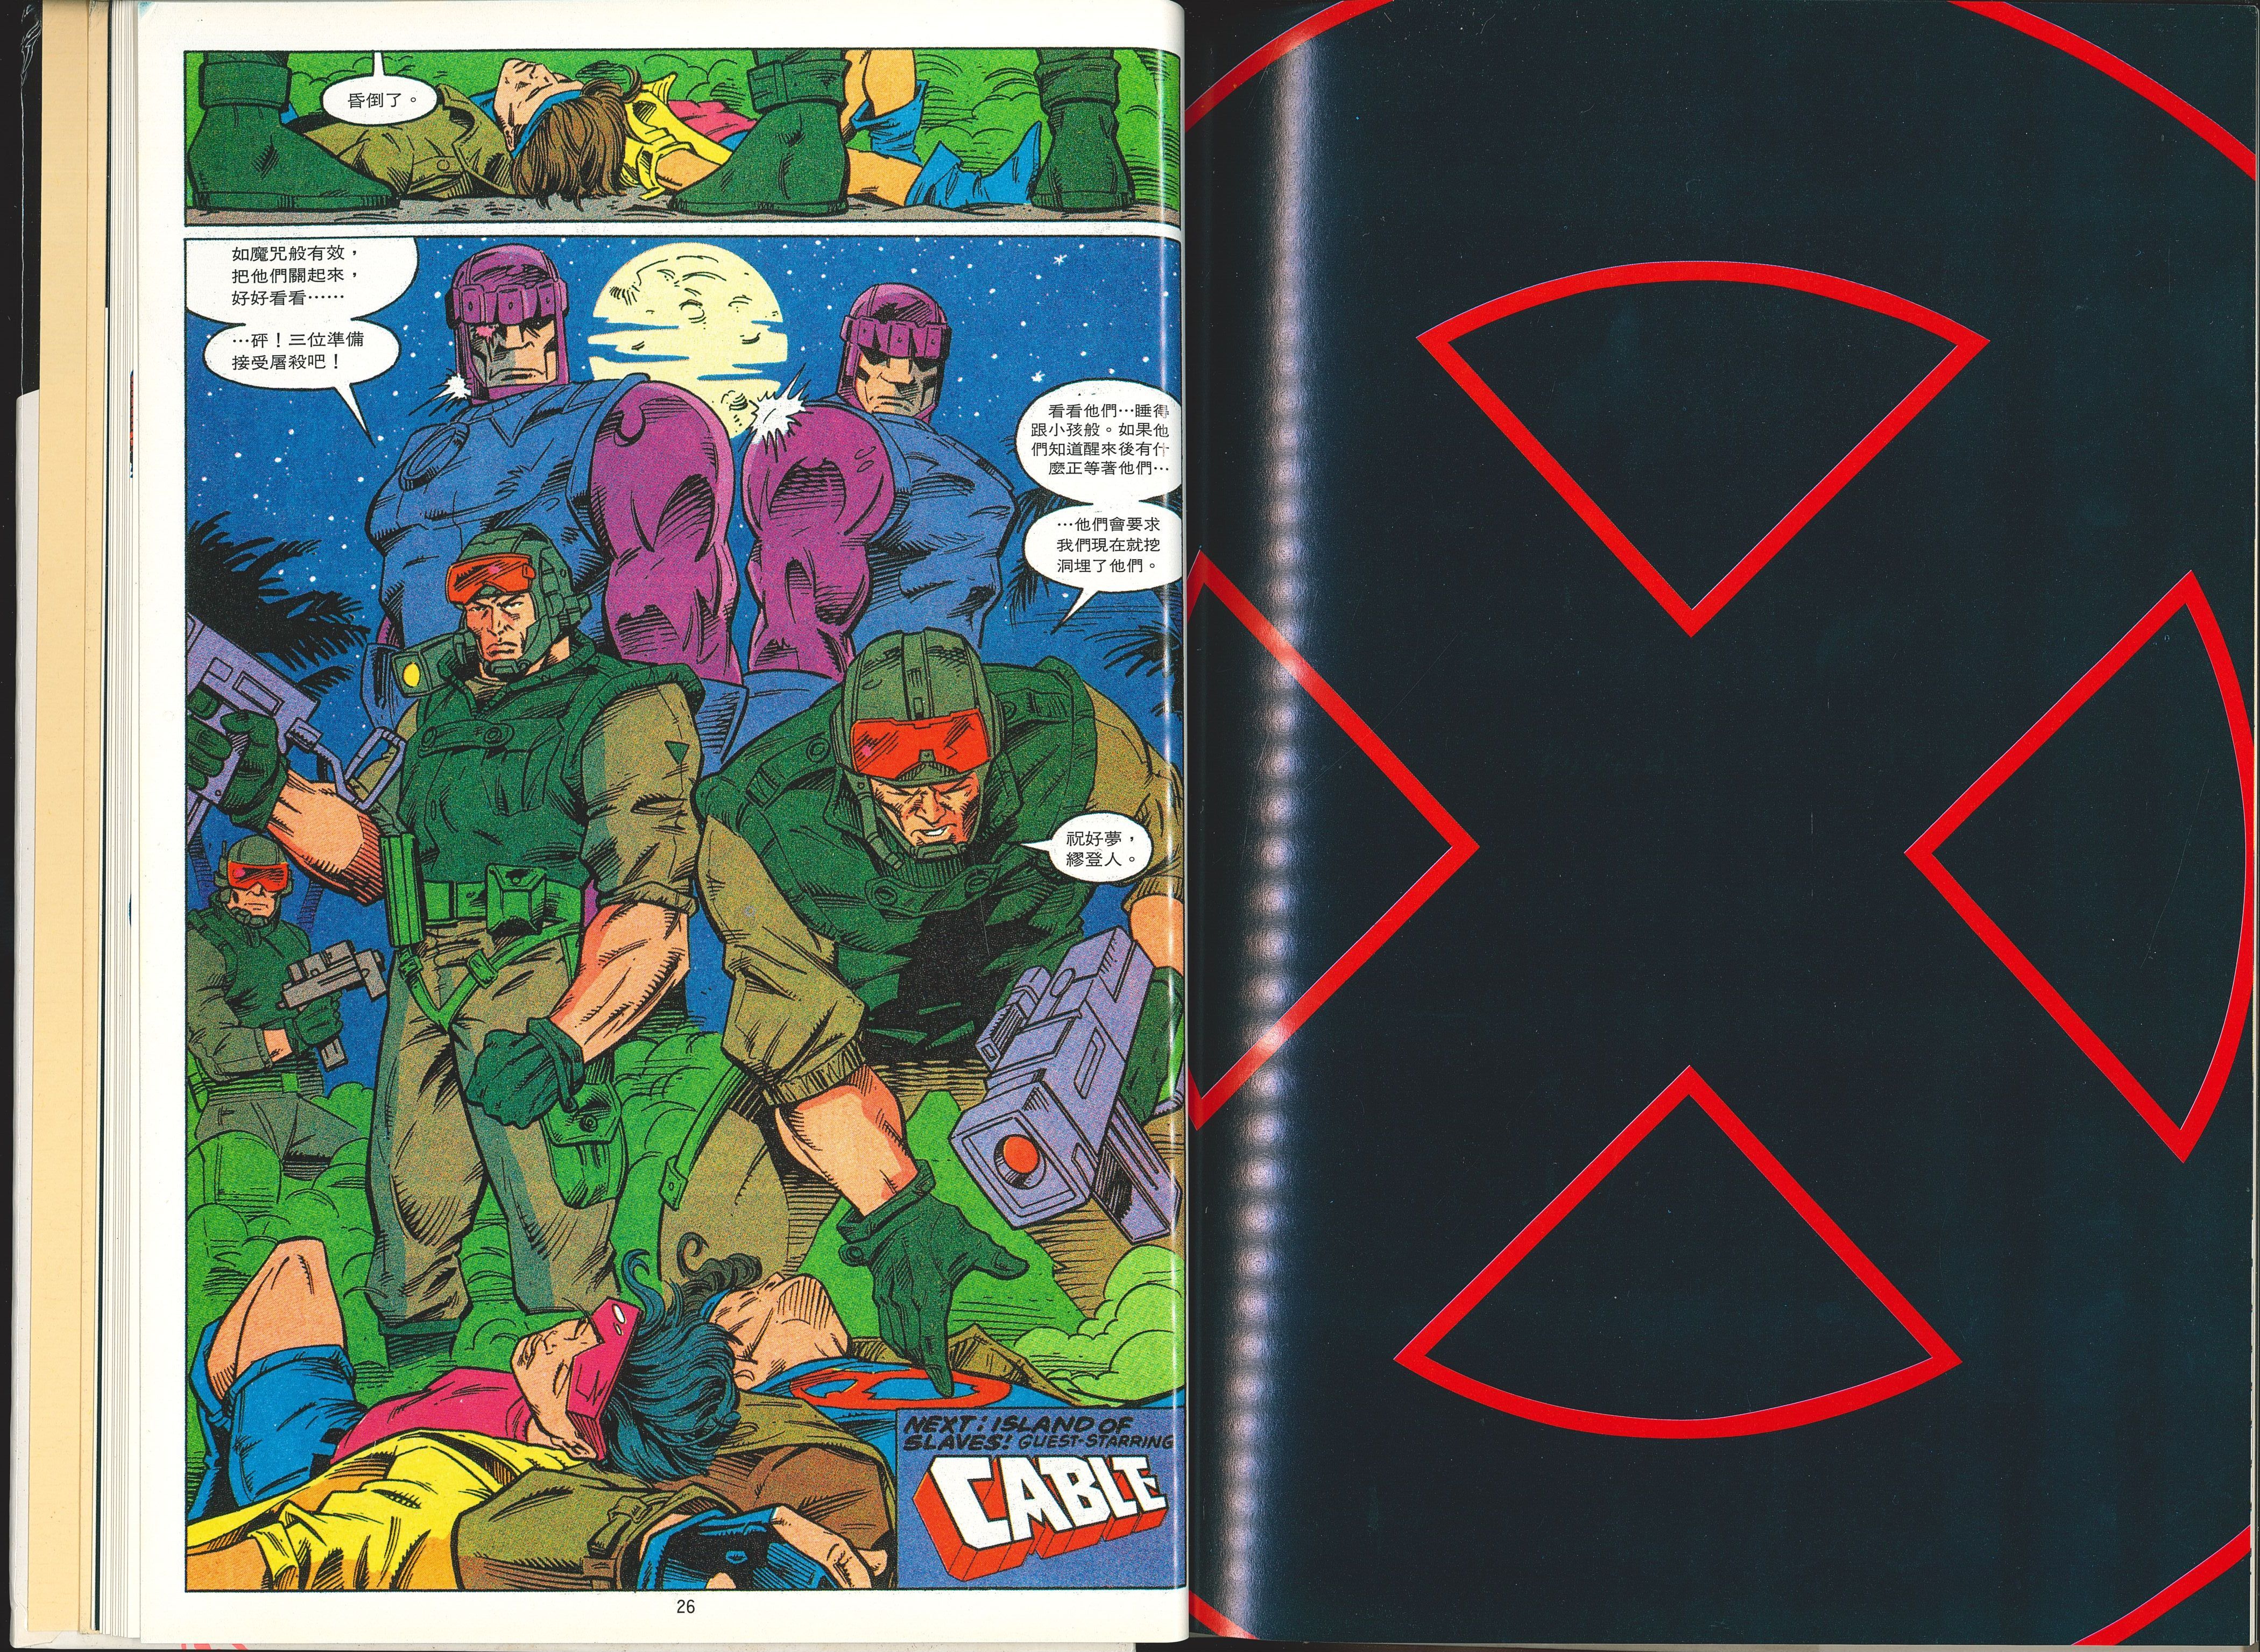 昏倒了。
如魔咒般有效，
把他們關起來，
好好看看……
…砰！三位準備
接受屠殺吧！
看看他們…睡得
跟小孩般。如果他
們知道醒來後有什
麼正等著他們…
…他們會要求
我們現在就挖
洞埋了他們。
祝好夢，
繆登人。
NEXT: ISLAND OF
SLAVES! GUEST-STARRING
CABLE
26